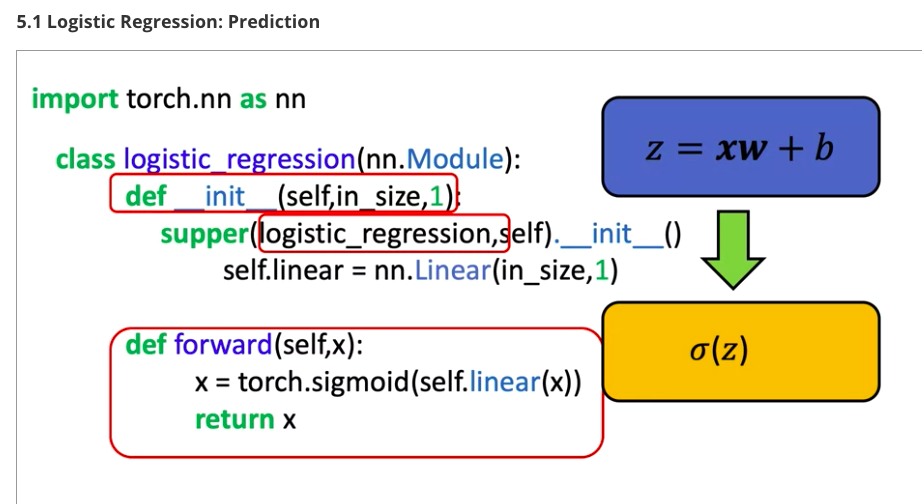 5.1 Logistic Regression: Prediction
import torch.nn as nn
class logistic_regression(nn.Module):
def __init__(self,in_size,1):
supper(logistic_regression,self).__init__()
self.linear = nn.Linear(in_size,1)
def forward(self,x):
x = torch.sigmoid(self.linear(x))
return x
z = xw + b
σ(z)